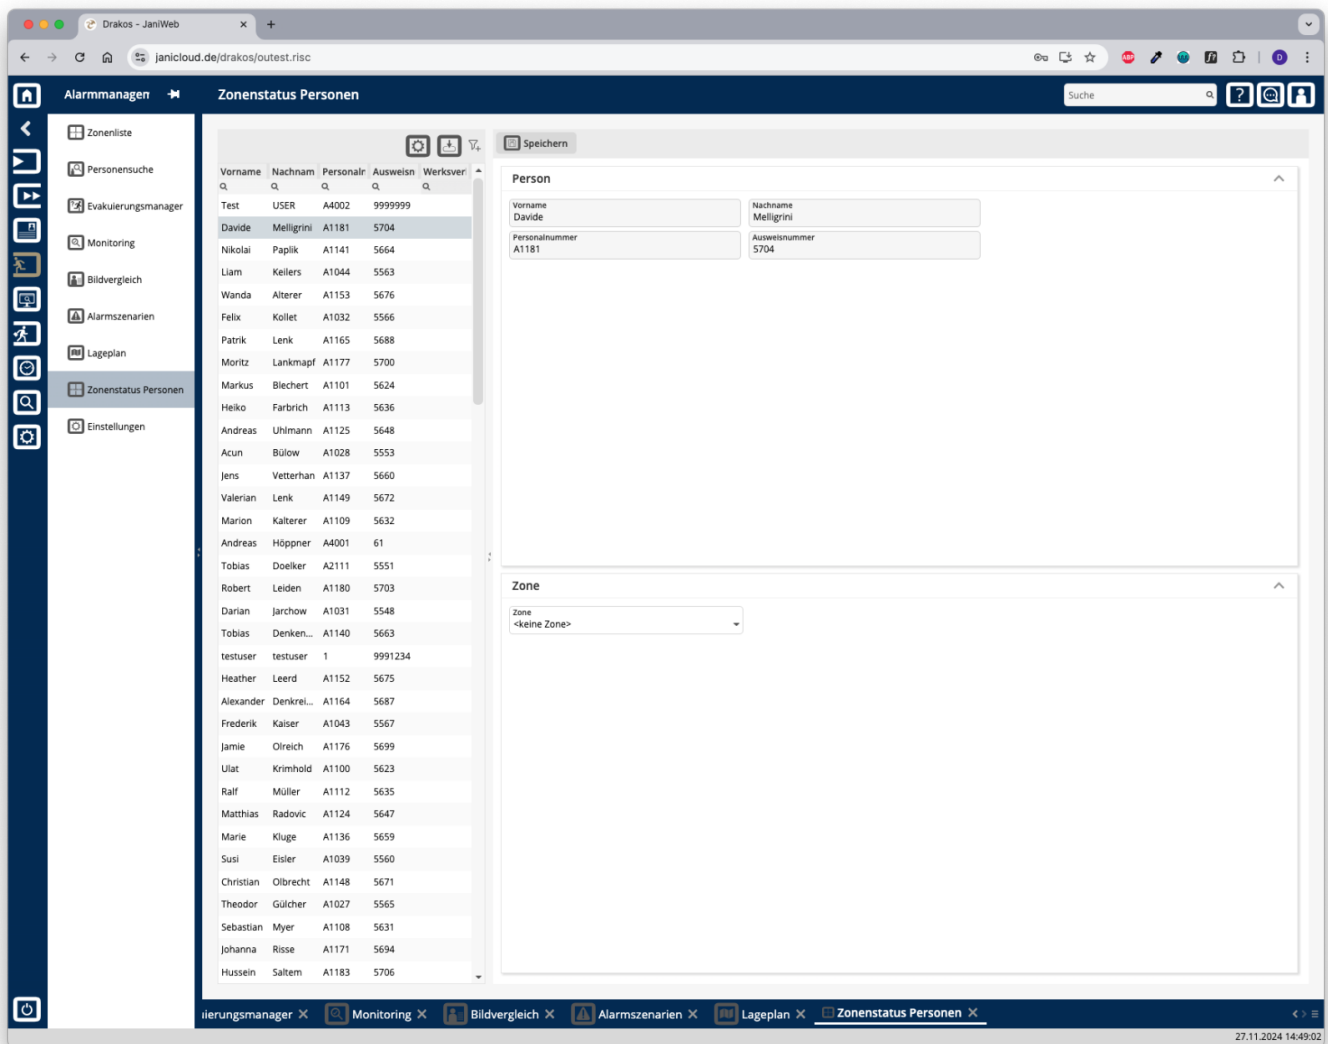 Drakos - JaniWeb
janicloud.de/drakos/outest.risc
ABP
D
Alarmmanagen
Zonenstatus Personen
Suche
Zonenliste
Personensuche
Evakuierungsmanager
Monitoring
Bildvergleich
Alarmszenarien
Lageplan
Zonenstatus Personen
Einstellungen
Vorname Nachnam Personalr Ausweisn Werksver
Test USER A4002 9999999
Davide Melligrini A1181 5704
Nikolai Paplik A1141 5664
Liam Keilers A1044 5563
Wanda Alterer A1153 5676
Felix Kollet A1032 5566
Patrik Lenk A1165 5688
Moritz Lankmapf A1177 5700
Markus Blechert A1101 5624
Heiko Farbrich A1113 5636
Andreas Uhlmann A1125 5648
Acun Bülow A1028 5553
Jens Vetterhan A1137 5660
Valerian Lenk A1149 5672
Marion Kalterer A1109 5632
Andreas Höppner A4001 61
Tobias Doelker A2111 5551
Robert Leiden A1180 5703
Darian Jarchow A1031 5548
Tobias Denken... A1140 5663
testuser testuser 1 9991234
Heather Leerd A1152 5675
Alexander Denkrei... A1164 5687
Frederik Kaiser A1043 5567
Jamie Olreich A1176 5699
Ulat Krimhold A1100 5623
Ralf Müller A1112 5635
Matthias Radovic A1124 5647
Marie Kluge A1136 5659
Susi Eisler A1039 5560
Christian Olbrecht A1148 5671
Theodor Gülcher A1027 5565
Sebastian Myer A1108 5631
Johanna Risse A1171 5694
Hussein Saltem A1183 5706
Speichern
Person
Vorname Nachname
Davide Melligrini
Personalnummer Ausweisnummer
A1181 5704
Zone
Zone
<keine Zone>
uierungsmanager Monitoring Bildvergleich Alarmszenarien Lageplan Zonenstatus Personen
27.11.2024 14:49:02